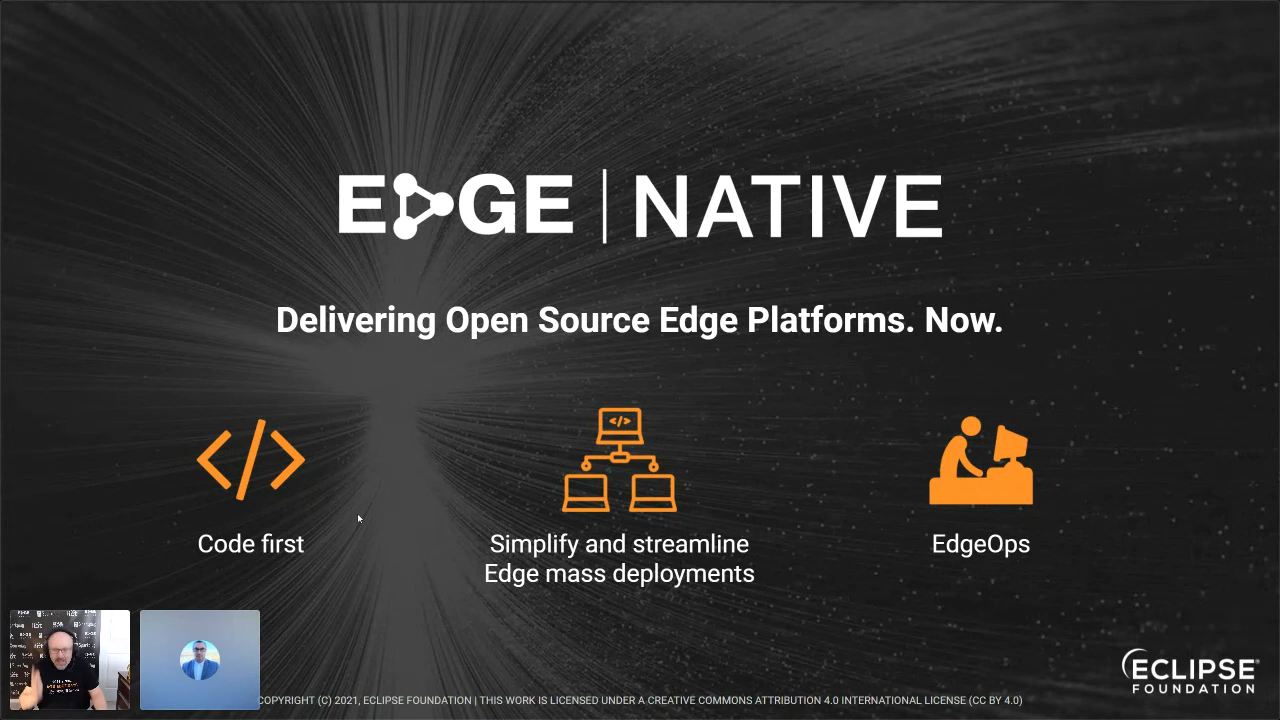 EDGE | NATIVE
Delivering Open Source Edge Platforms. Now.
</>
</>
Code first
Simplify and streamline
Edge mass deployments
EdgeOps
ECLIPSE®
FOUNDATION
COPYRIGHT (C) 2021, ECLIPSE FOUNDATION | THIS WORK IS LICENSED UNDER A CREATIVE COMMONS ATTRIBUTION 4.0 INTERNATIONAL LICENSE (CC BY 4.0)